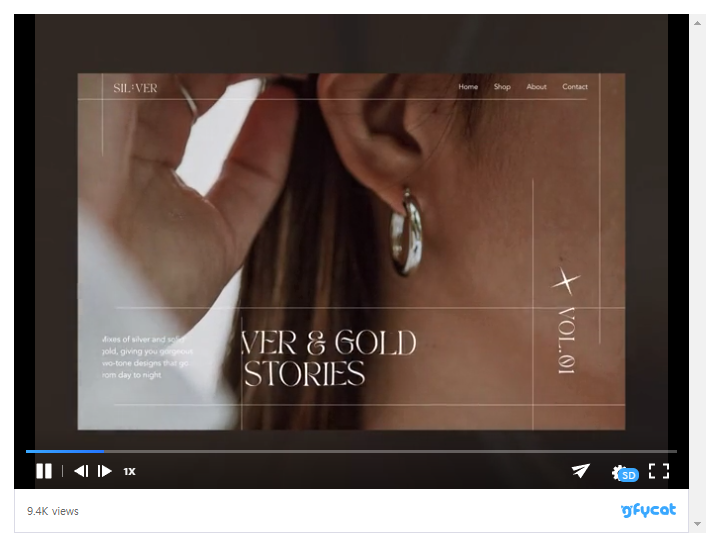 SIL:VER
Home Shop About Contact
VOL.01
VER & GOLD
STORIES
Mixes of silver and solid
gold, giving you gorgeous
two-tone designs that go
from day to night
1X
SD
9.4K views
gfycat